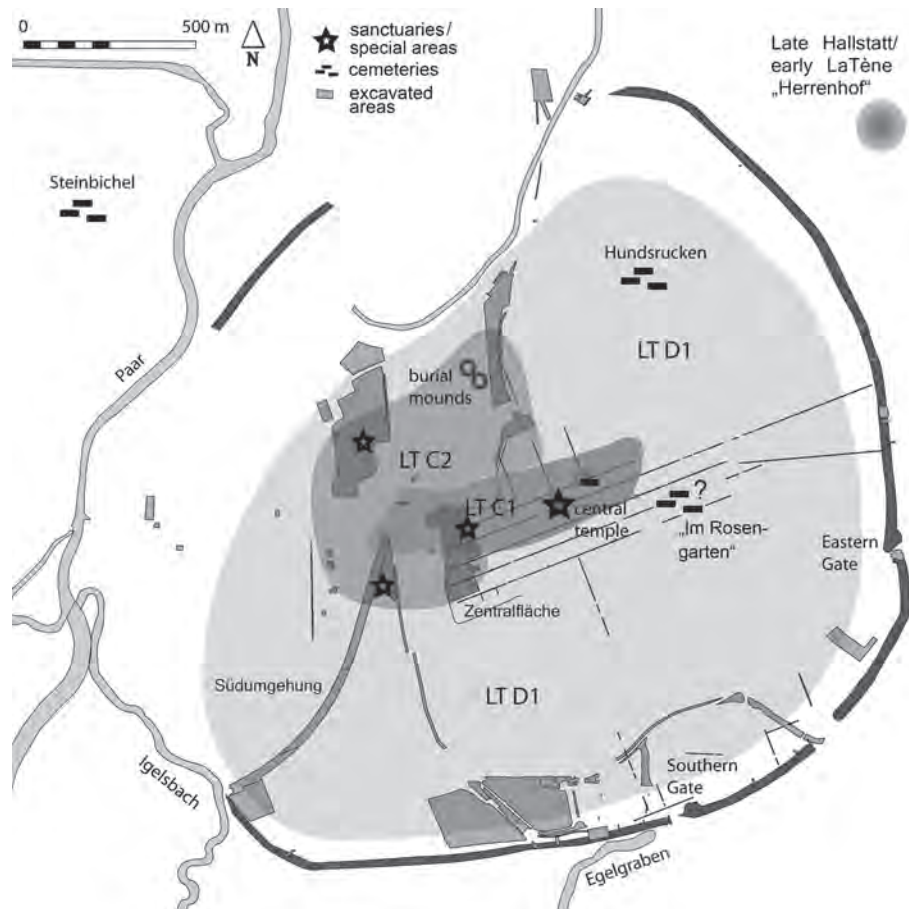 0 500 m
N
sanctuaries/
special areas
cemeteries
excavated
areas
Late Hallstatt/
early LaTène
„Herrenhof“
Steinbichel
Hundsrucken
Paar
LT D1
burial
mounds
LT C2
LT C1
central
temple
?
„Im Rosen-
garten“
Eastern
Gate
Zentralfläche
Südumgehung
LT D1
Igelsbach
Southern
Gate
Egelgraben